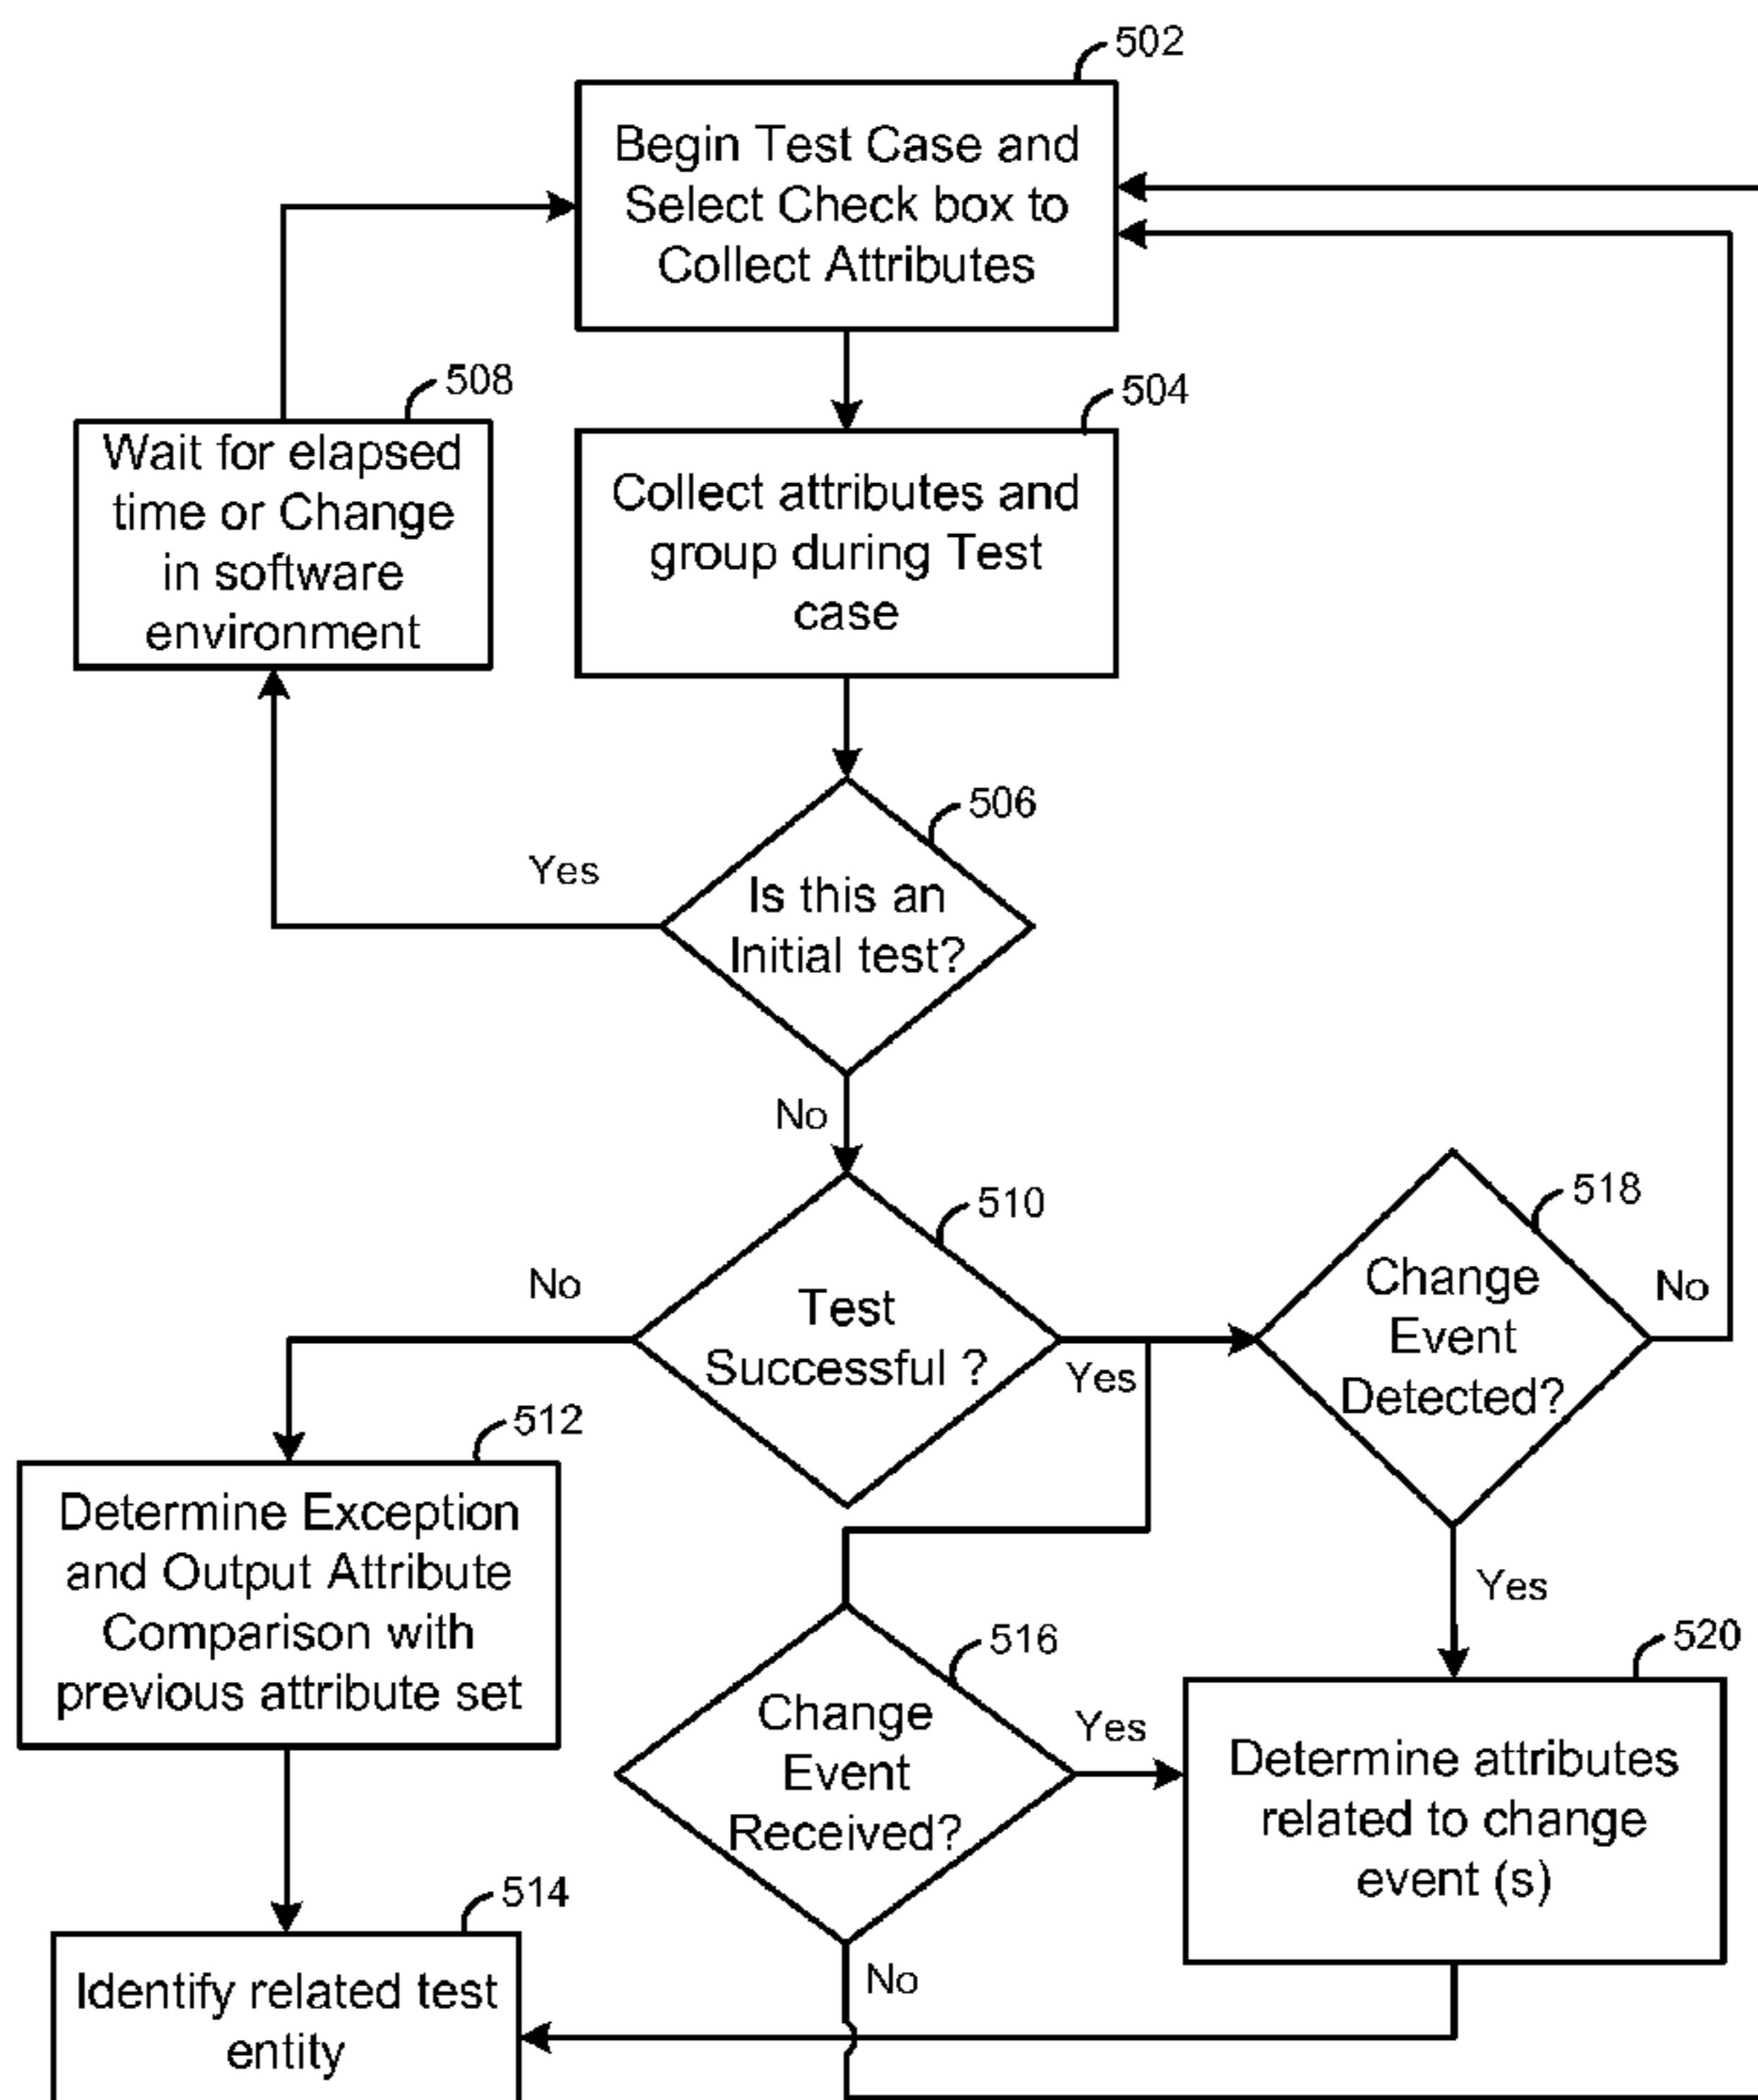 502
Begin Test Case and
Select Check box to
Collect Attributes
508
Wait for elapsed
time or Change
in software
environment
504
Collect attributes and
group during Test
case
506
Yes
Is this an
Initial test?
No
510
518
No
Test
Successful ?
Yes
Change
Event
Detected?
No
512
Determine Exception
and Output Attribute
Comparison with
previous attribute set
Yes
516
520
Change
Event
Received?
Yes
Determine attributes
related to change
event (s)
514
Identify related test
entity
No